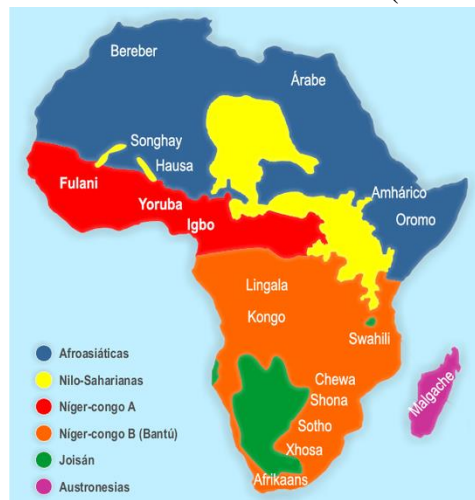 Bereber
Árabe
Songhay
Hausa
Fulani
Yoruba
Igbo
Amhárico
Oromo
Lingala
Kongo
Swahili
Chewa
Shona
Sotho
Xhosa
Afrikaans
Malgache
Afroasiáticas
Nilo-Saharianas
Níger-congo A
Níger-congo B (Bantú)
Joisán
Austronesias